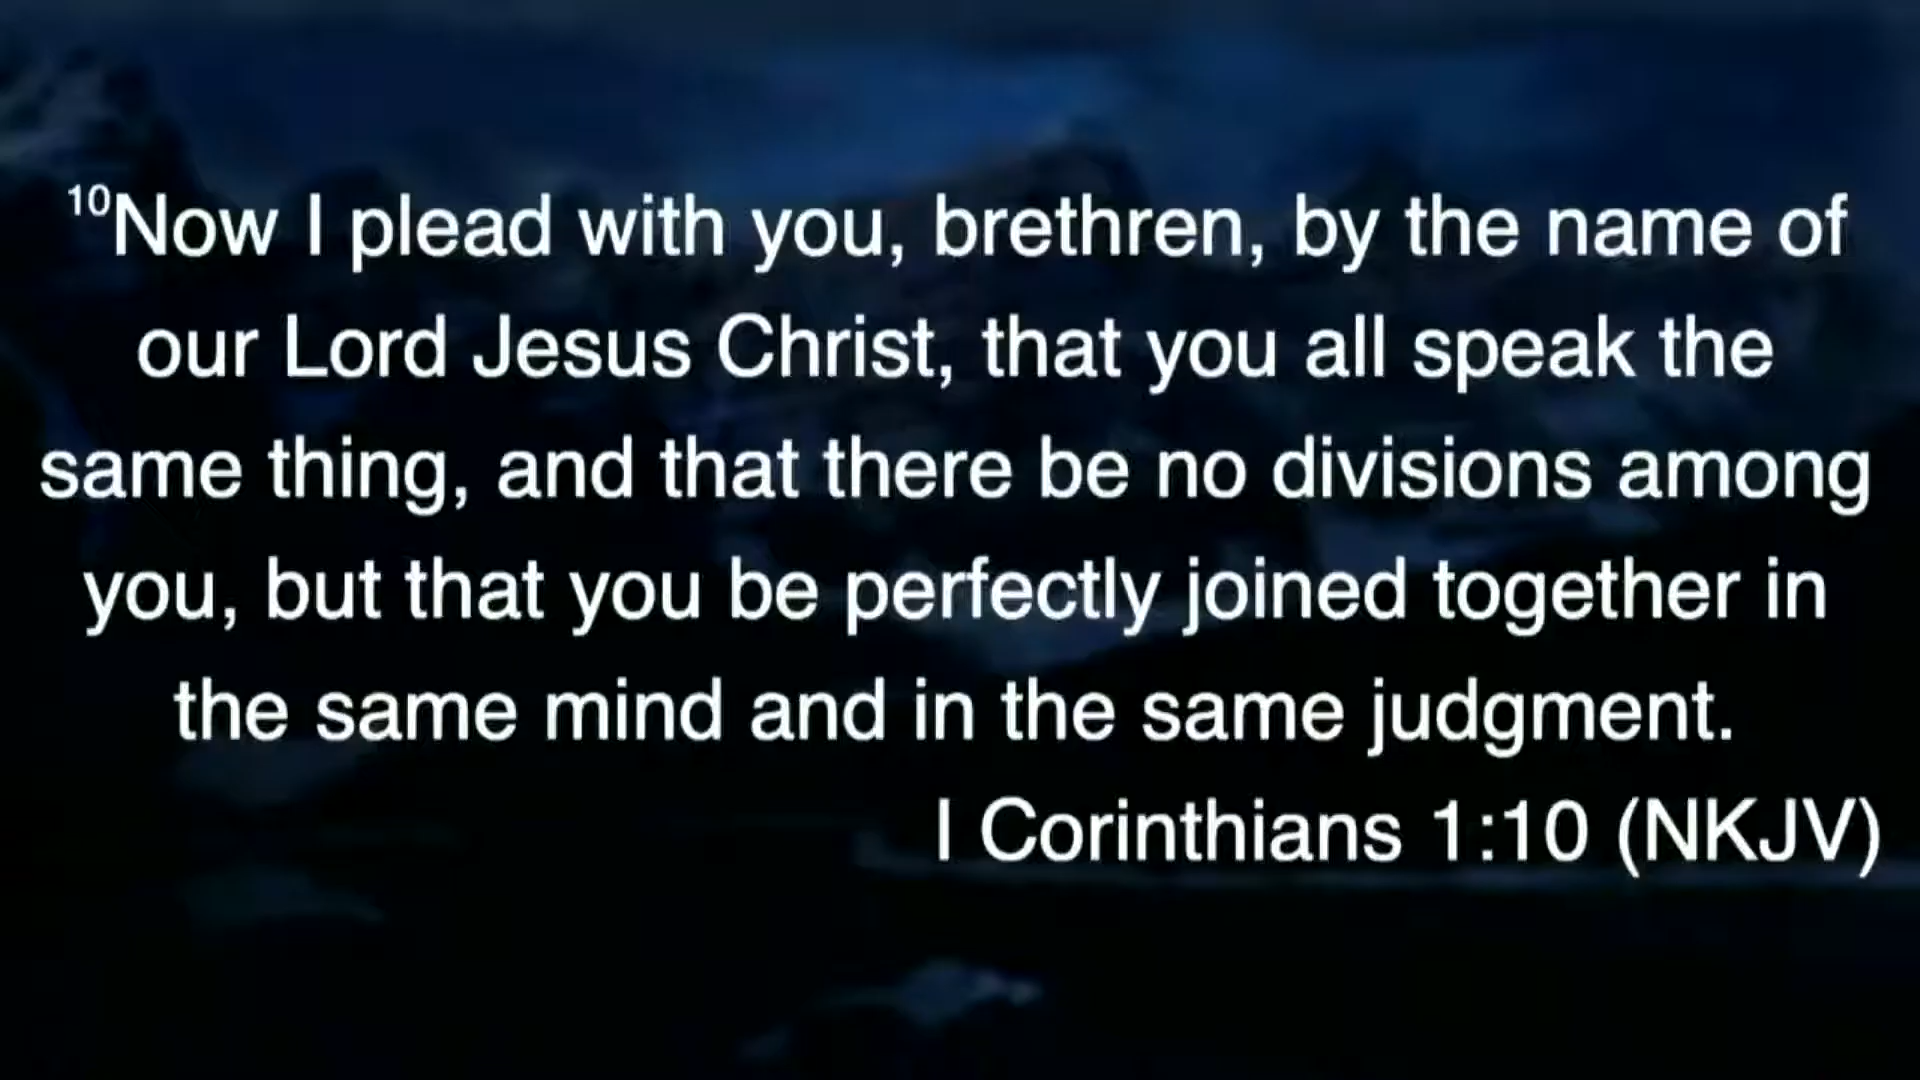 10Now I plead with you, brethren, by the name of
our Lord Jesus Christ, that you all speak the
same thing, and that there be no divisions among
you, but that you be perfectly joined together in
the same mind and in the same judgment.
I Corinthians 1:10 (NKJV)